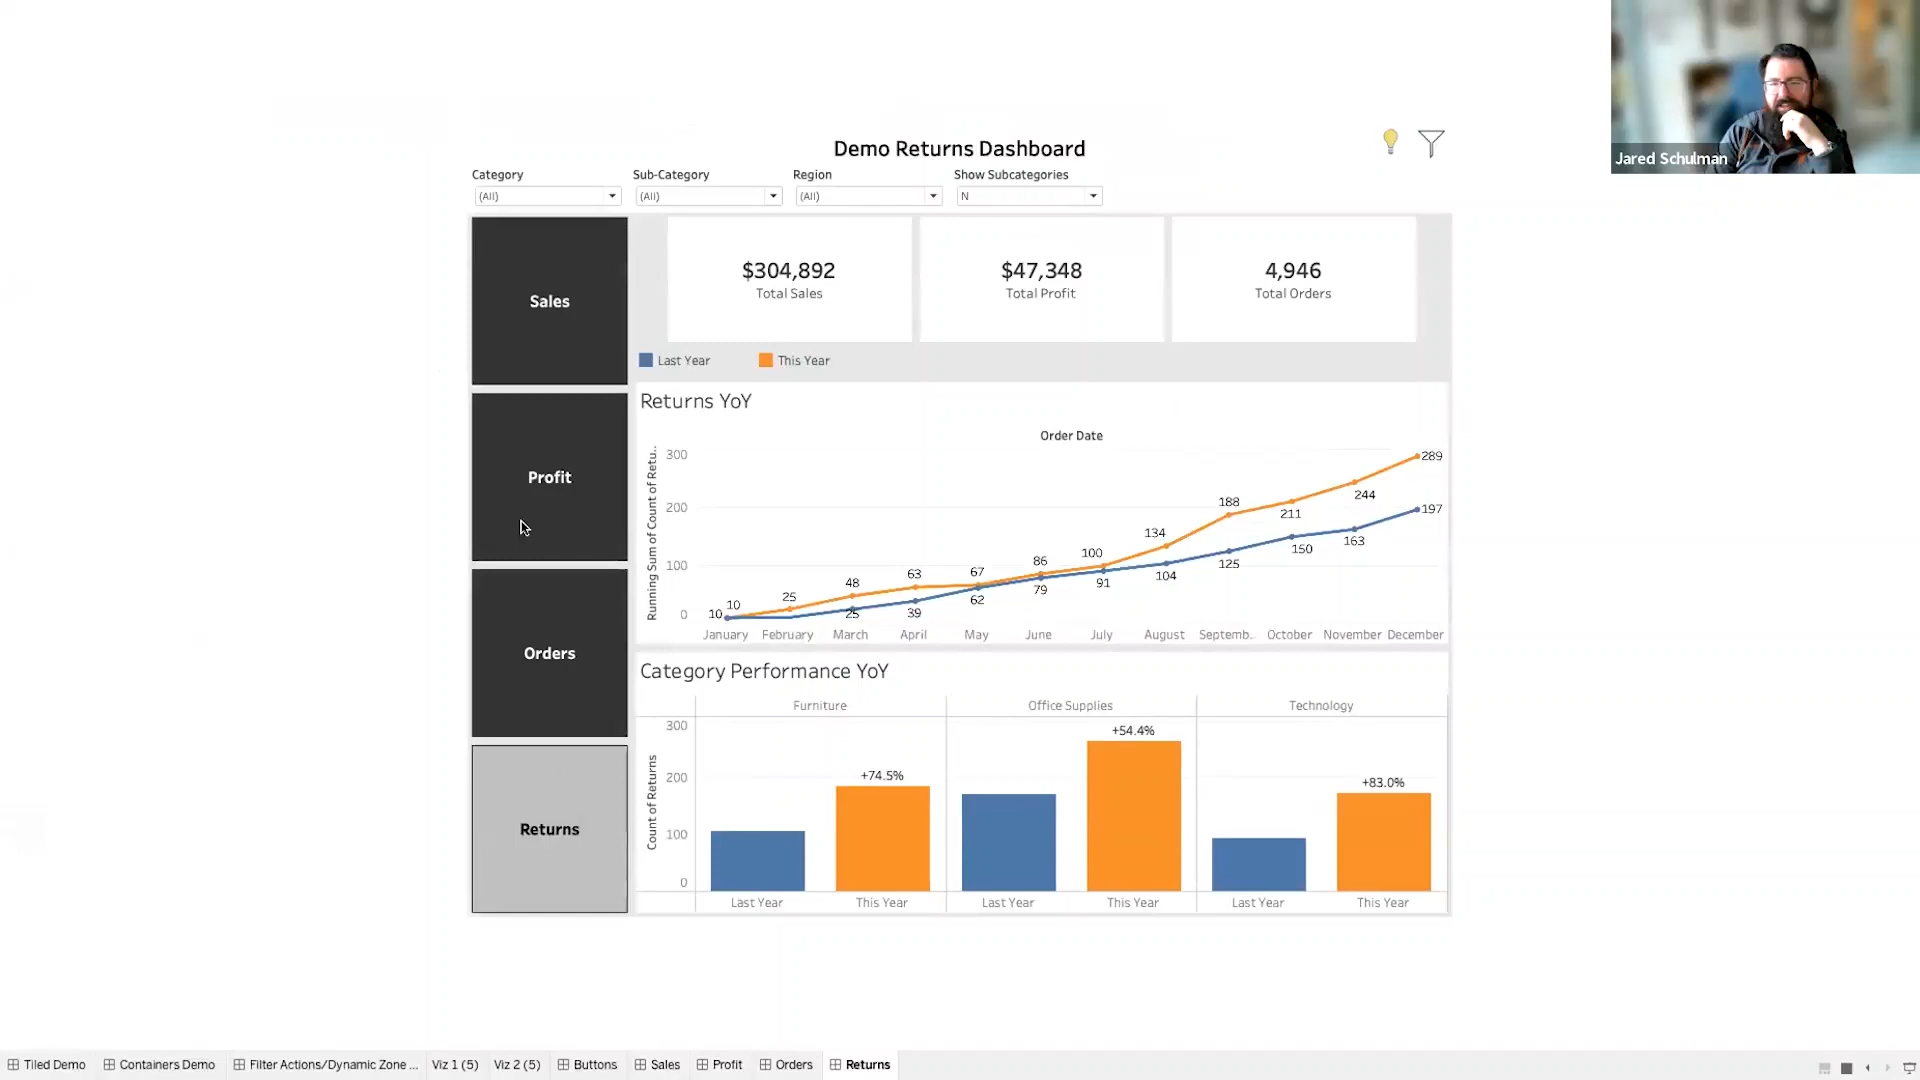 Jared Schulman
Demo Returns Dashboard
Category
Sub-Category
Region
Show Subcategories
(All)
(All)
(All)
N
Sales
Profit
Orders
Returns
$304,892
Total Sales
$47,348
Total Profit
4,946
Total Orders
Last Year
This Year
Returns YoY
Order Date
Running Sum of Count of Retu..
300
200
100
0
10
10
25
48
25
63
39
67
62
86
79
100
91
134
104
188
125
211
150
244
163
289
197
January
February
March
April
May
June
July
August
Septemb..
October
November
December
Category Performance YoY
Furniture
Office Supplies
Technology
Count of Returns
300
200
100
0
+74.5%
+54.4%
+83.0%
Last Year
This Year
Last Year
This Year
Last Year
This Year
Tiled Demo
Containers Demo
Filter Actions/Dynamic Zone ...
Viz 1 (5)
Viz 2 (5)
Buttons
Sales
Profit
Orders
Returns